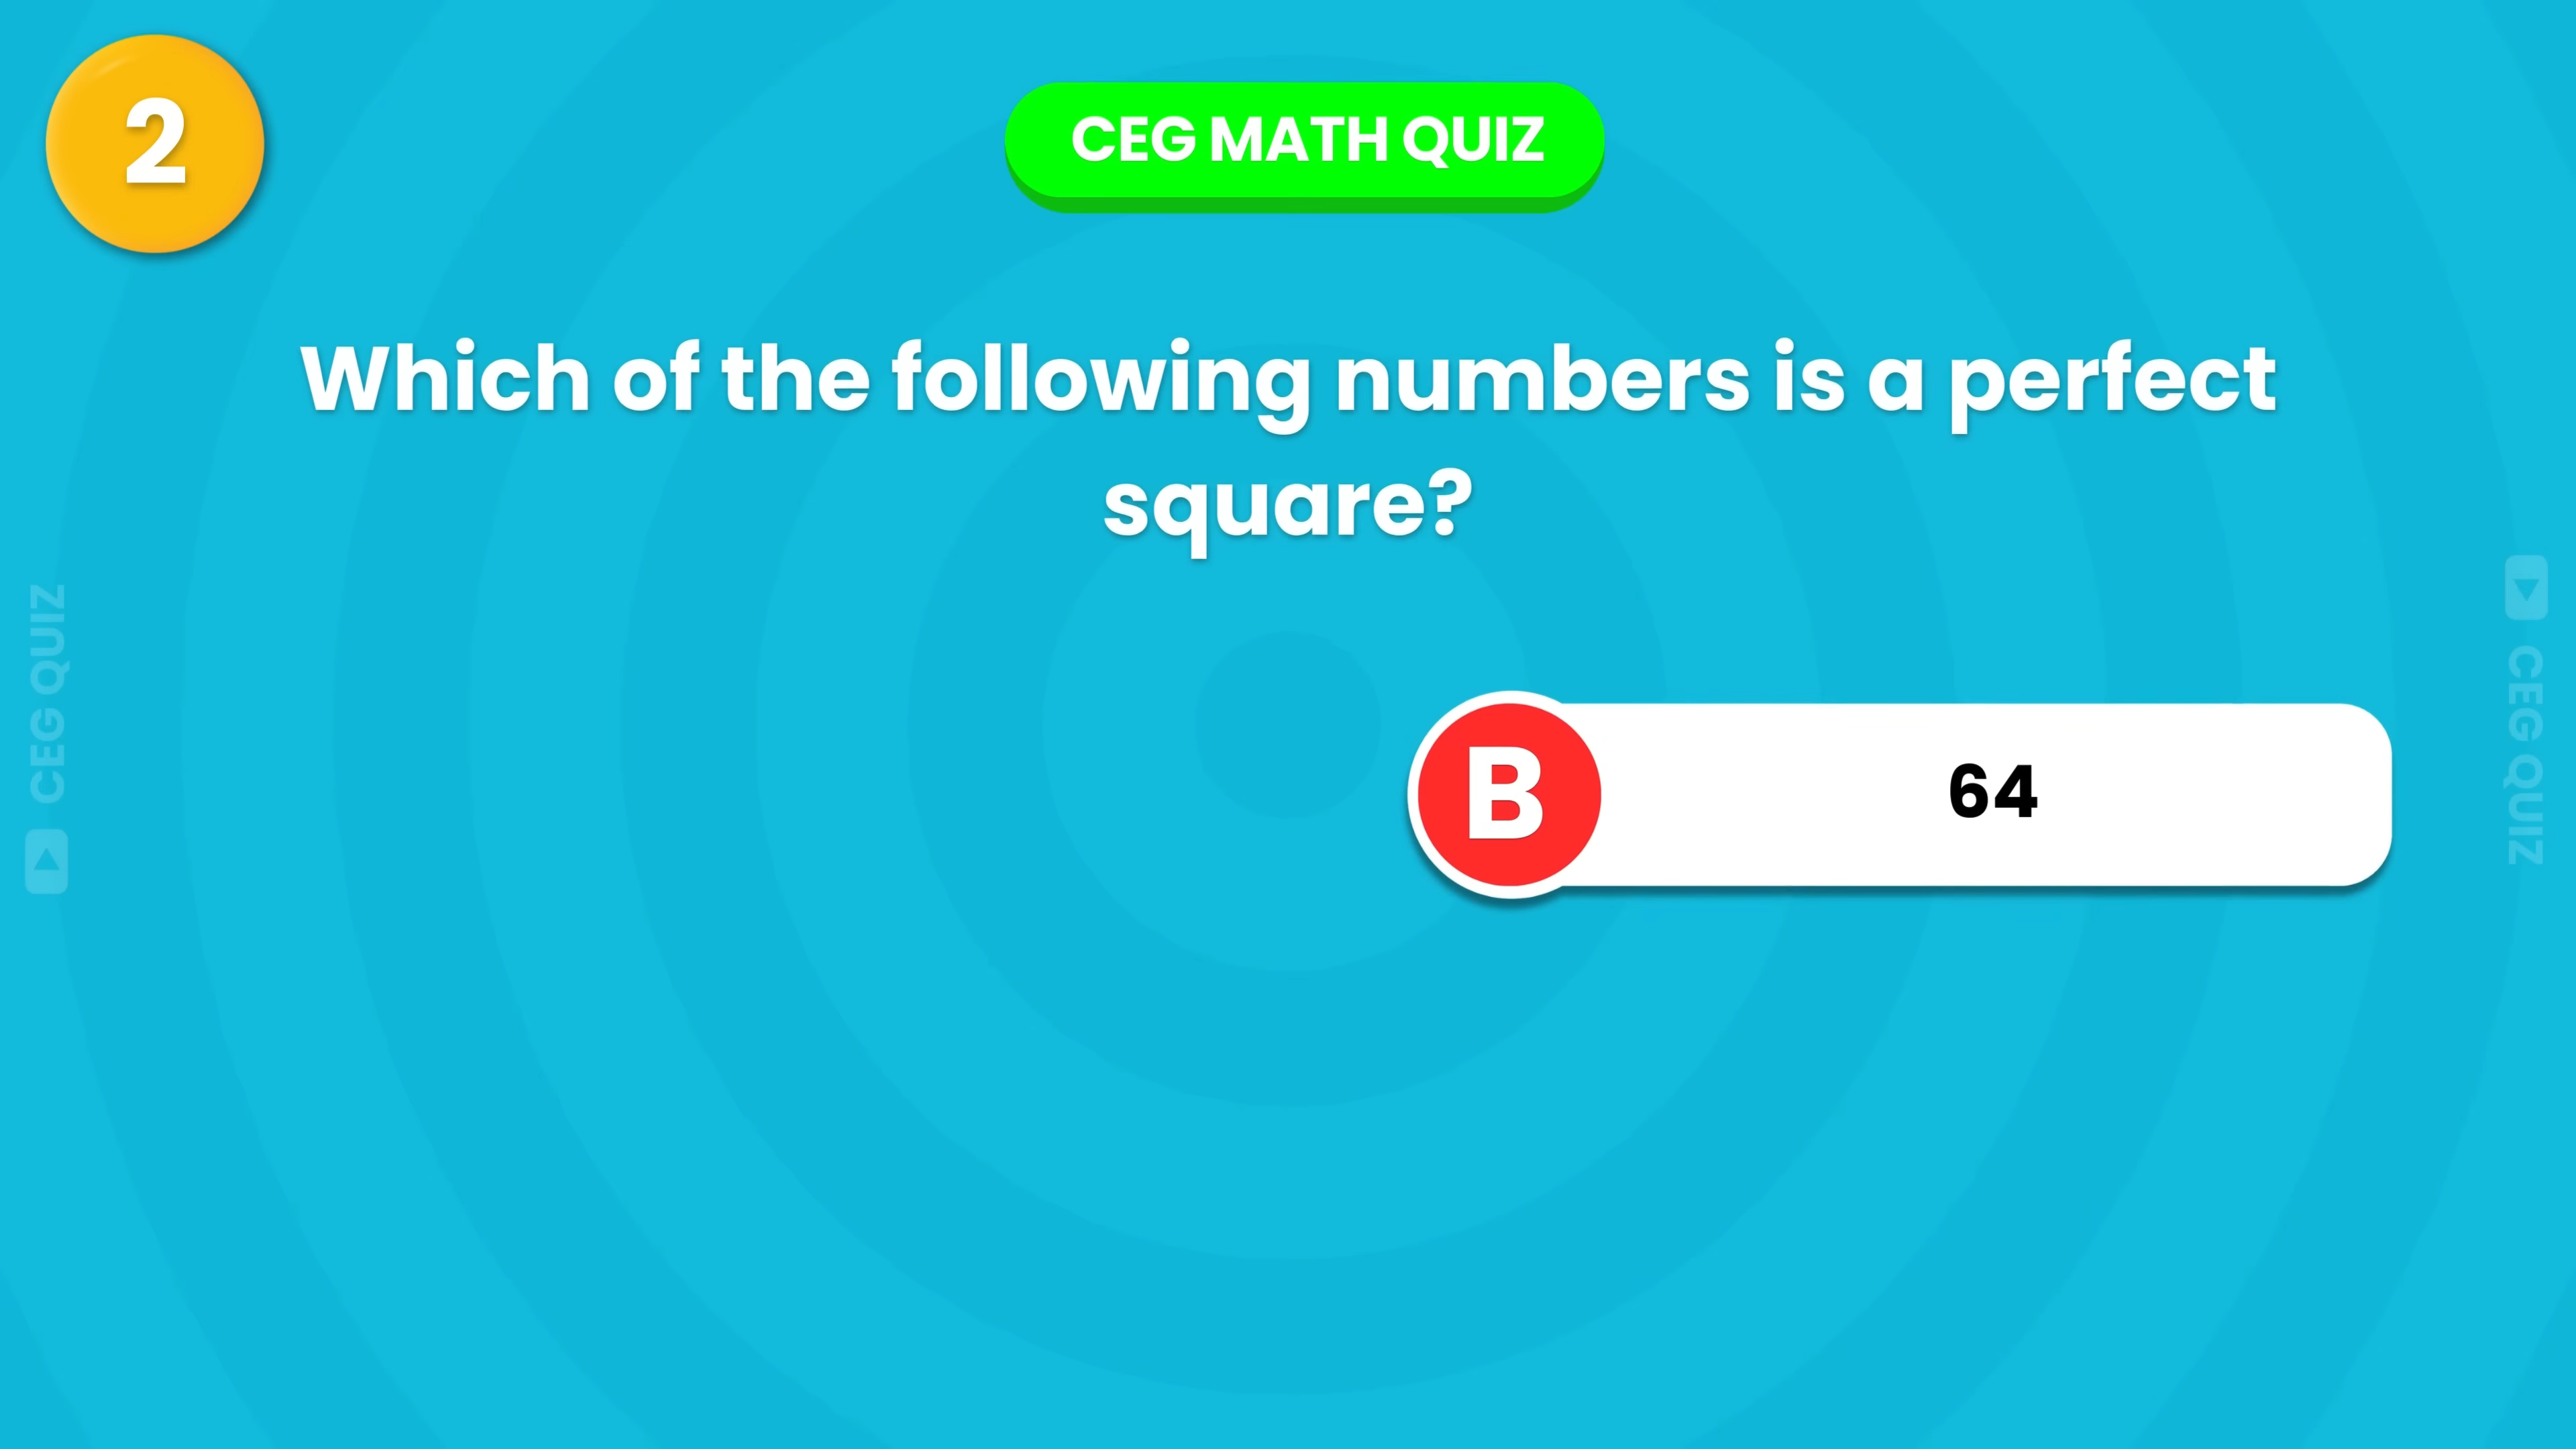 2
CEG MATH QUIZ
Which of the following numbers is a perfect
square?
B
64
CEG QUIZ
CEG QUIZ